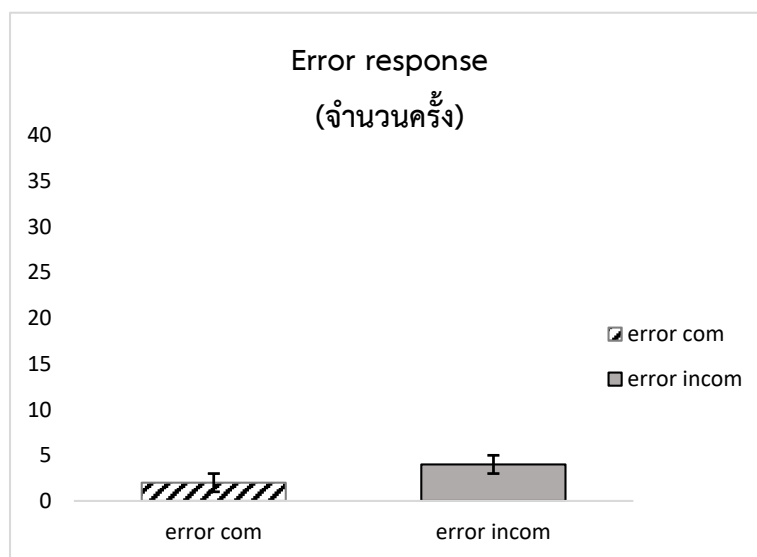 Error response
(จำนวนครั้ง)
40
35
30
25
20
15
10
5
0
error com
error incom
error com
error incom